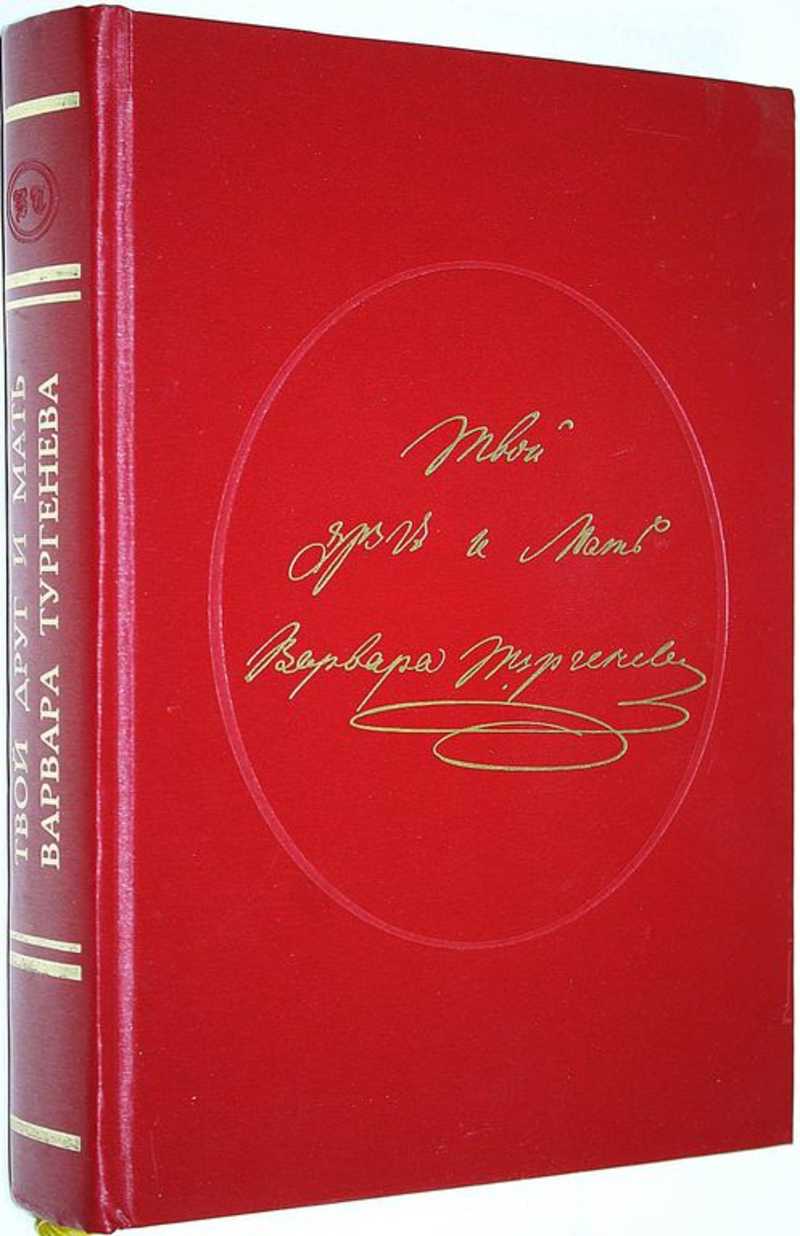 ТВОЙ ДРУГ И МАТЬ
ВАРВАРА ТУРГЕНЕВА
Твой
другъ и Мать
Варвара Тургенева